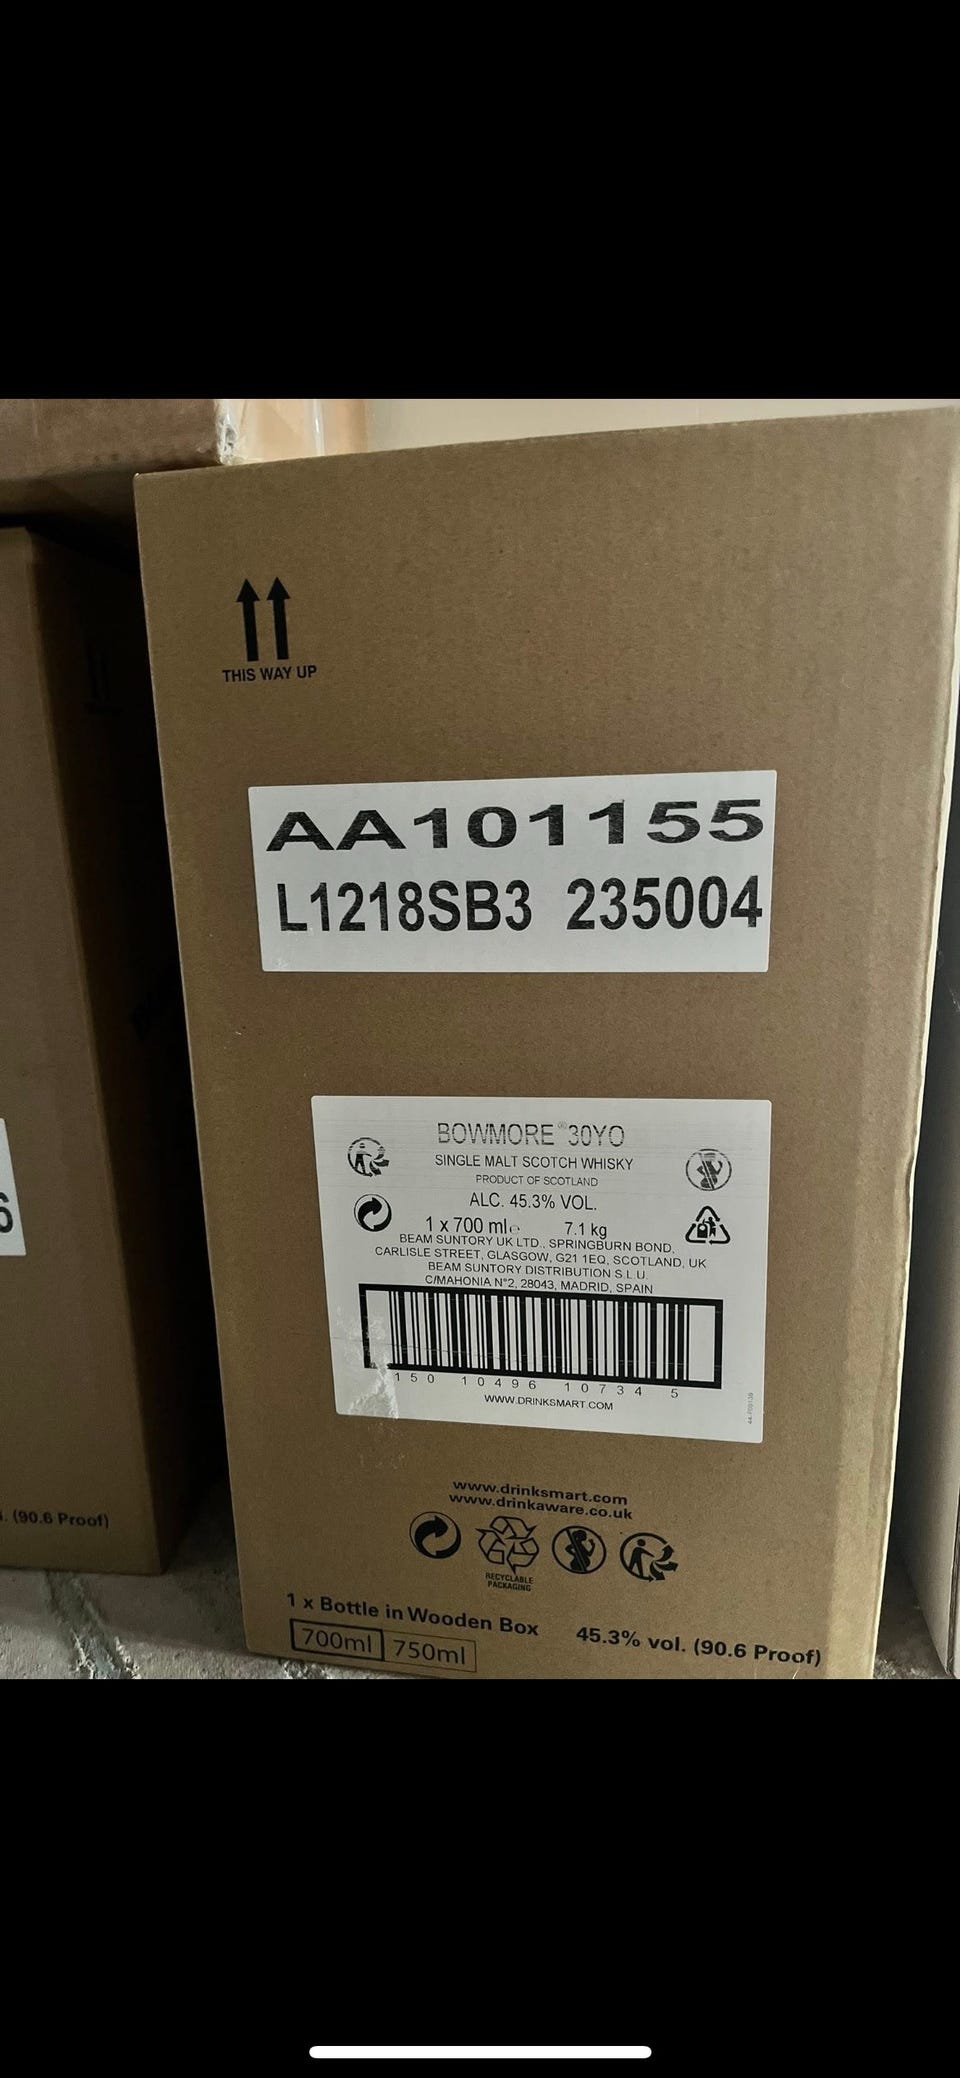 THIS WAY UP
AA101155
L1218SB3 235004
BOWMORE® 30YO
SINGLE MALT SCOTCH WHISKY
PRODUCT OF SCOTLAND
ALC. 45.3% VOL.
1 x 700 ml e 7.1 kg
BEAM SUNTORY UK LTD., SPRINGBURN BOND,
CARLISLE STREET, GLASGOW, G21 1EQ, SCOTLAND, UK
BEAM SUNTORY DISTRIBUTION S.L.U.
C/MAHONIA N°2, 28043, MADRID, SPAIN
150 10496 10734 5
WWW.DRINKSMART.COM
www.drinksmart.com
www.drinkaware.co.uk
RECYCLABLE
PACKAGING
1 x Bottle in Wooden Box 45.3% vol. (90.6 Proof)
700ml 750ml
6
. (90.6 Proof)